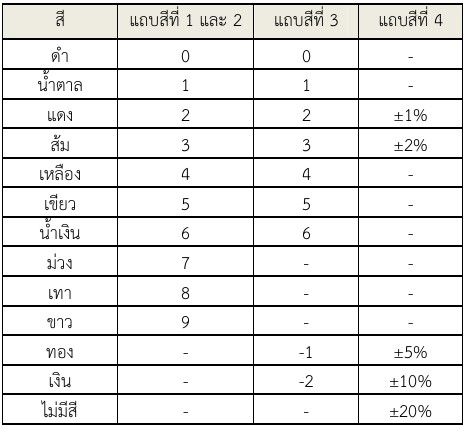 สี แถบสีที่ 1 และ 2 แถบสีที่ 3 แถบสีที่ 4
ดำ 0 0 -
น้ำตาล 1 1 -
แดง 2 2 ±1%
ส้ม 3 3 ±2%
เหลือง 4 4 -
เขียว 5 5 -
น้ำเงิน 6 6 -
ม่วง 7 - -
เทา 8 - -
ขาว 9 - -
ทอง - -1 ±5%
เงิน - -2 ±10%
ไม่มีสี - - ±20%